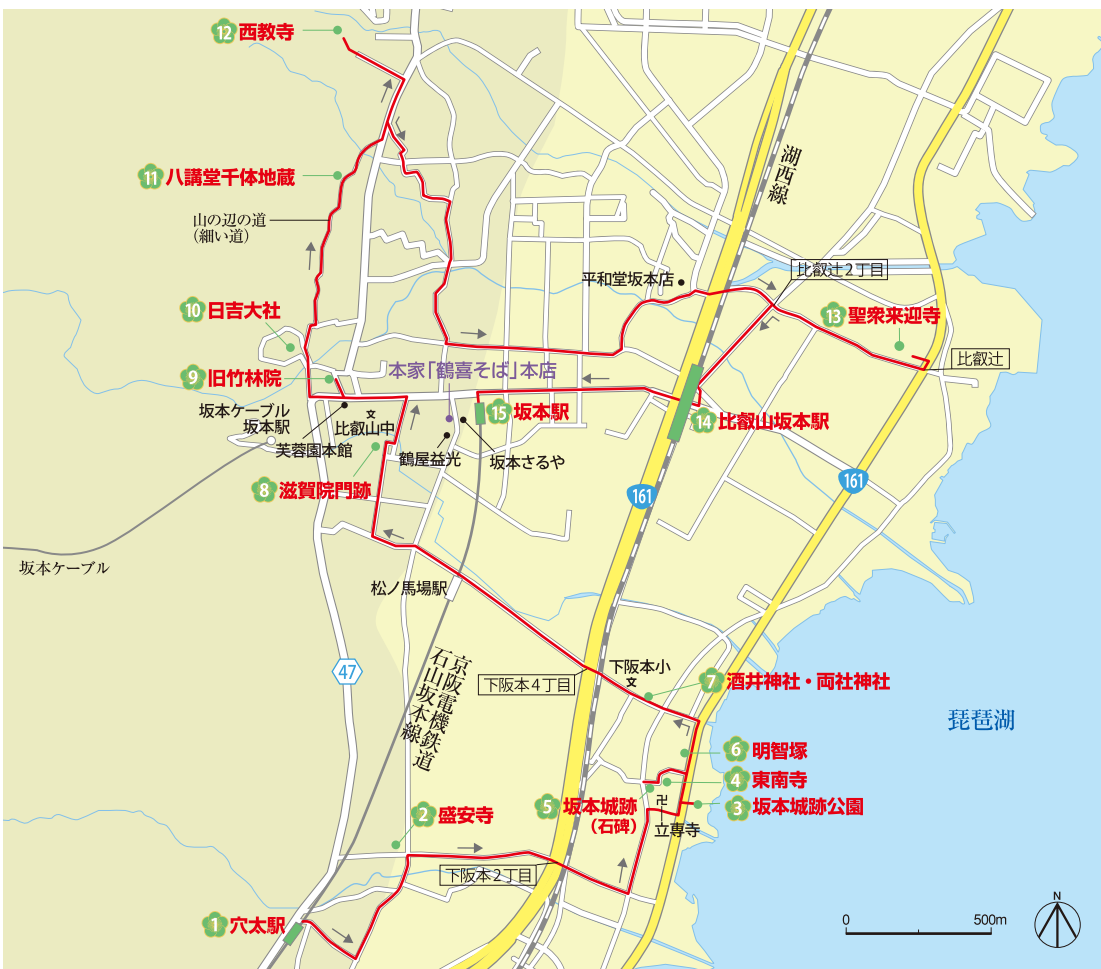 12 西教寺
湖西線
11 八講堂千体地蔵
山の辺の道
(細い道)
比叡辻2丁目
平和堂坂本店
10 日吉大社
13 聖衆来迎寺
比叡辻
本家「鶴喜そば」本店
9 旧竹林院
坂本ケーブル
坂本駅
文
比叡山中
15 坂本駅
14 比叡山坂本駅
芙蓉園本館
鶴屋益光
坂本さるや
8 滋賀院門跡
161
161
坂本ケーブル
松ノ馬場駅
京阪電機鉄道
石山坂本線
47
下阪本小
文
下阪本4丁目
7 酒井神社・両社神社
琵琶湖
6 明智塚
4 東南寺
5 坂本城跡
(石碑)
卍
立専寺
3 坂本城跡公園
2 盛安寺
下阪本2丁目
1 穴太駅
0 500m
N